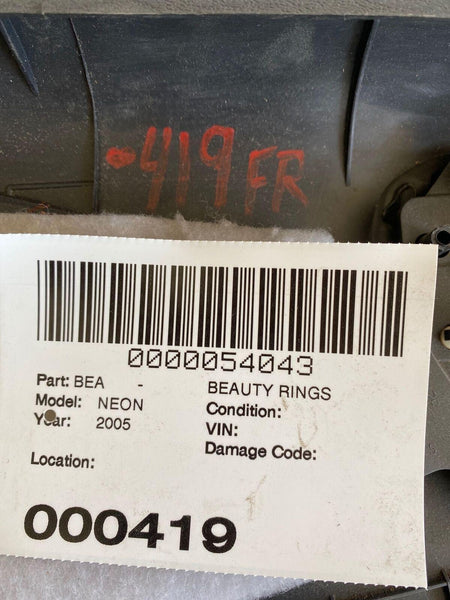 -419 FR
0000054043
Part: BEA - BEAUTY RINGS
Model: NEON Condition:
Year: 2005 VIN:
Damage Code:
Location:
000419